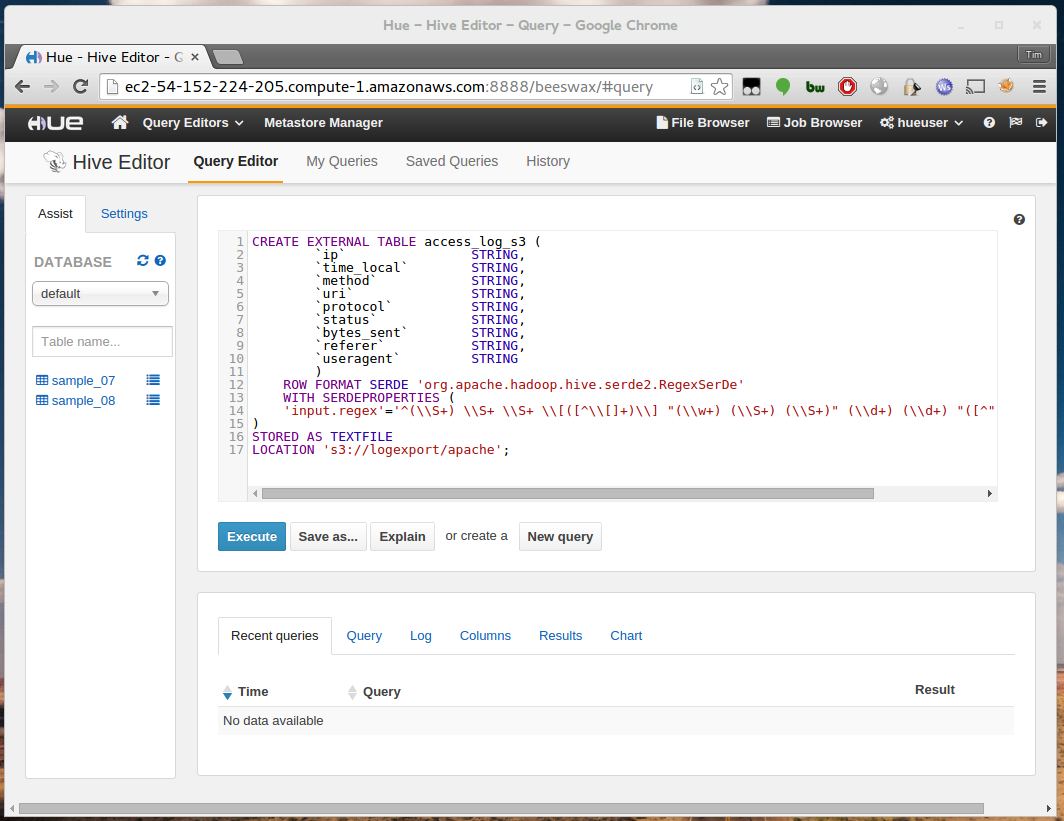 Hue - Hive Editor - Query - Google Chrome
Hue - Hive Editor - Q
Tim
ec2-54-152-224-205.compute-1.amazonaws.com:8888/beeswax/#query
bw
Ws
HUE Query Editors Metastore Manager File Browser Job Browser hueuser
Hive Editor Query Editor My Queries Saved Queries History
Assist Settings
DATABASE
default
Table name...
sample_07
sample_08
1 CREATE EXTERNAL TABLE access_log_s3 (
2 `ip` STRING,
3 `time_local` STRING,
4 `method` STRING,
5 `uri` STRING,
6 `protocol` STRING,
7 `status` STRING,
8 `bytes_sent` STRING,
9 `referer` STRING,
10 `useragent` STRING
11 )
12 ROW FORMAT SERDE 'org.apache.hadoop.hive.serde2.RegexSerDe'
13 WITH SERDEPROPERTIES (
14 'input.regex'='^(\\S+) \\S+ \\S+ \\[([^\\[]+)\\] "(\\w+) (\\S+) (\\S+)" (\\d+) (\\d+) "([^"
15 )
16 STORED AS TEXTFILE
17 LOCATION 's3://logexport/apache';
Execute Save as... Explain or create a New query
Recent queries Query Log Columns Results Chart
Time Query Result
No data available